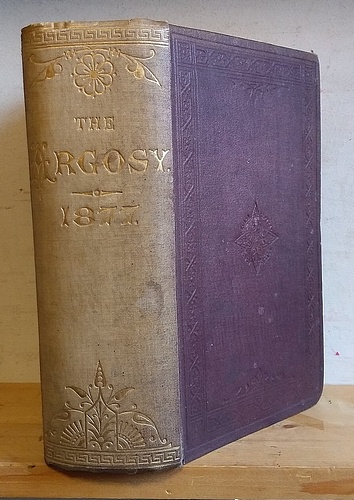 THE
ARGOSY.
1877.